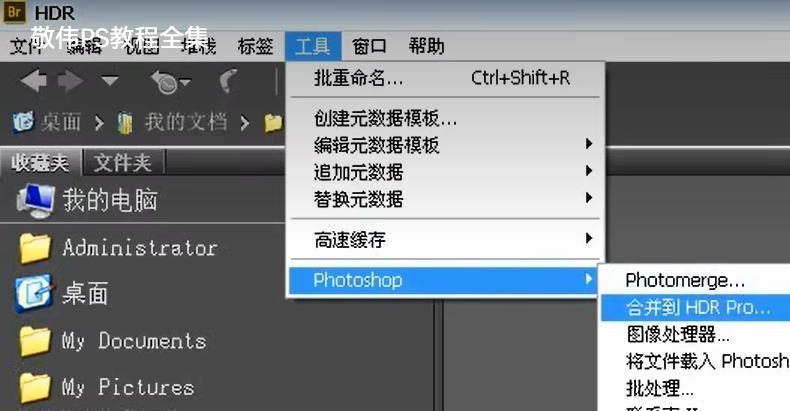 Br HDR
敬伟PS教程全集
文件 编辑 视图 堆栈 标签 工具 窗口 帮助
批重命名... Ctrl+Shift+R
创建元数据模板...
编辑元数据模板
追加元数据
替换元数据
高速缓存
Photoshop
桌面 我的文档
收藏夹 文件夹
我的电脑
Administrator
桌面
My Documents
My Pictures
Photomerge...
合并到 HDR Pro...
图像处理器...
将文件载入 Photosh
批处理...